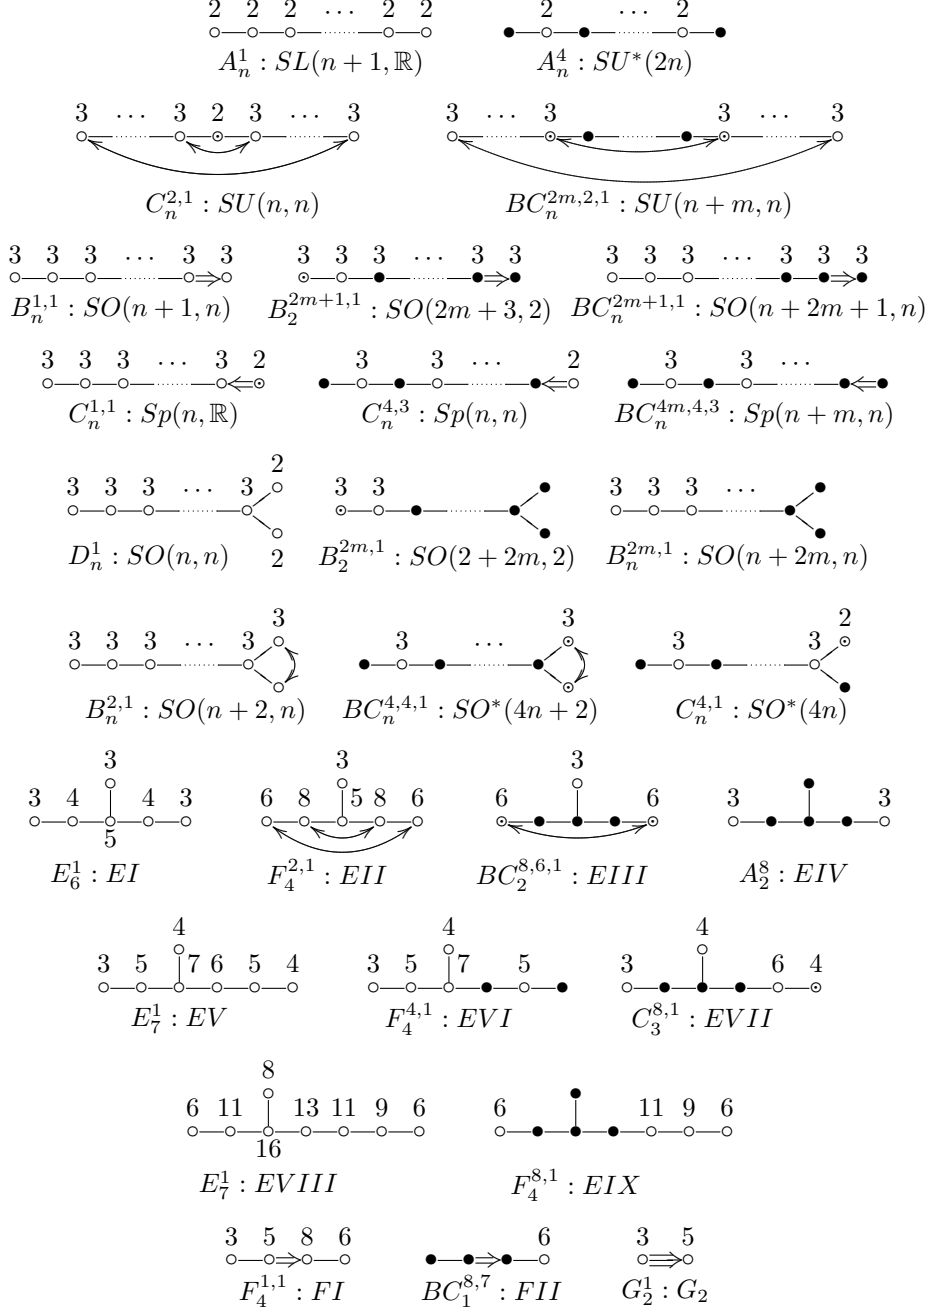 2 2 2 ··· 2 2 2 ··· 2
A_n^1 : SL(n + 1, ℝ) A_n^4 : SU*(2n)
3 ··· 3 2 3 ··· 3 3 ··· 3 3 ··· 3
C_n^{2,1} : SU(n, n) BC_n^{2m,2,1} : SU(n + m, n)
3 3 3 ··· 3 3 3 3 3 ··· 3 3 3 3 3 ··· 3 3 3
B_n^{1,1} : SO(n + 1, n) B_2^{2m+1,1} : SO(2m + 3, 2) BC_n^{2m+1,1} : SO(n + 2m + 1, n)
3 3 3 ··· 3 2 3 3 ··· 2 3 3 ···
C_n^{1,1} : Sp(n, ℝ) C_n^{4,3} : Sp(n, n) BC_n^{4m,4,3} : Sp(n + m, n)
2
3 3 3 ··· 3 3 3 ··· 3 3 3 ···
D_n^1 : SO(n, n) 2 B_2^{2m,1} : SO(2 + 2m, 2) B_n^{2m,1} : SO(n + 2m, n)
3 3 2
3 3 3 ··· 3 3 ··· 3 3
B_n^{2,1} : SO(n + 2, n) BC_n^{4,4,1} : SO*(4n + 2) C_n^{4,1} : SO*(4n)
3 3 3
3 4 4 3 6 8 5 8 6 6 6 3 3
5
E_6^1 : EI F_4^{2,1} : EII BC_2^{8,6,1} : EIII A_2^8 : EIV
4 4 4
3 5 7 6 5 4 3 5 7 5 3 6 4
E_7^1 : EV F_4^{4,1} : EVI C_3^{8,1} : EVII
8
6 11 13 11 9 6 6 11 9 6
16
E_7^1 : EVIII F_4^{8,1} : EIX
3 5 8 6 6 3 5
F_4^{1,1} : FI BC_1^{8,7} : FII G_2^1 : G_2